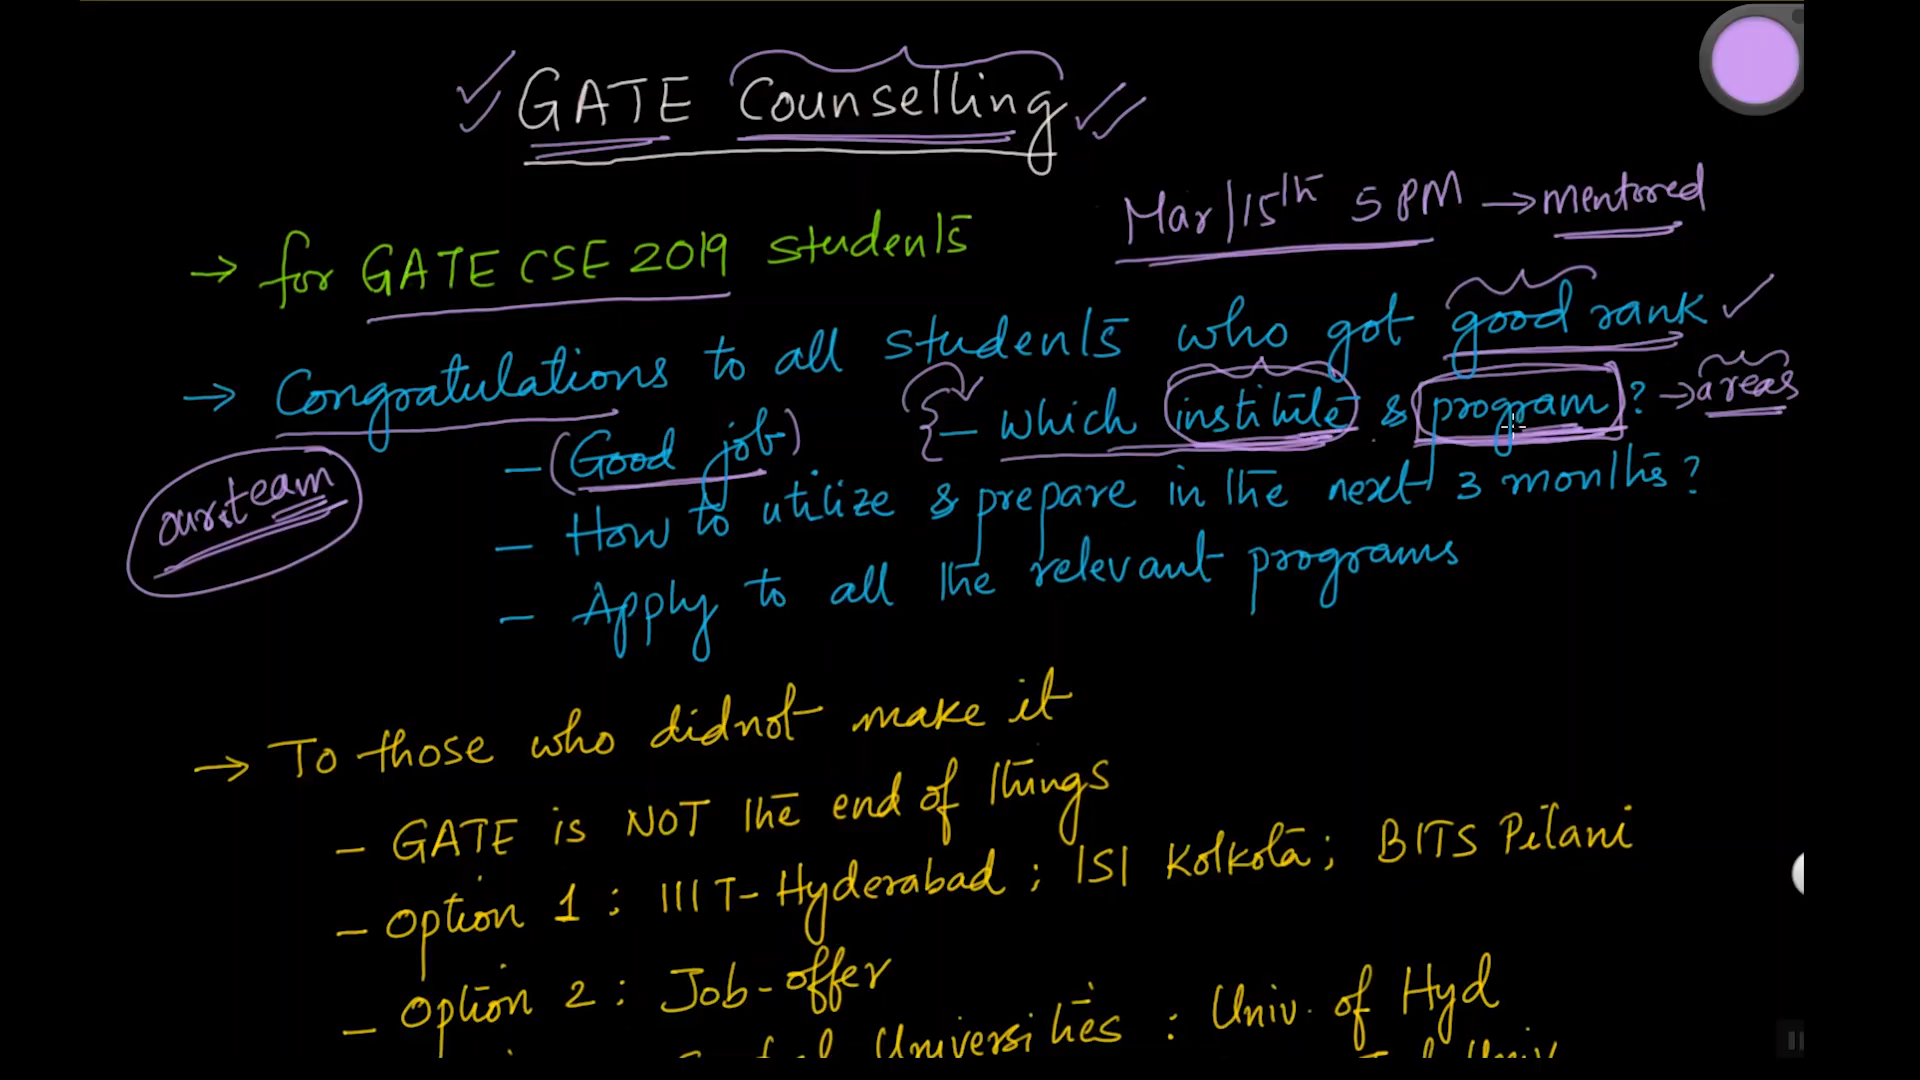 GATE Counselling
Mar/15th 5 PM → mentored
→ for GATE CSE 2019 students
→ Congratulations to all students who got good rank
– (Good job) – which institute & program? → areas
our team
– How to utilize & prepare in the next 3 months?
– Apply to all the relevant programs
→ To those who didnot make it
– GATE is NOT the end of things
– Option 1 : IIIT-Hyderabad ; ISI Kolkota ; BITS Pilani
– Option 2 : Job-offer
Universities : Univ. of Hyd